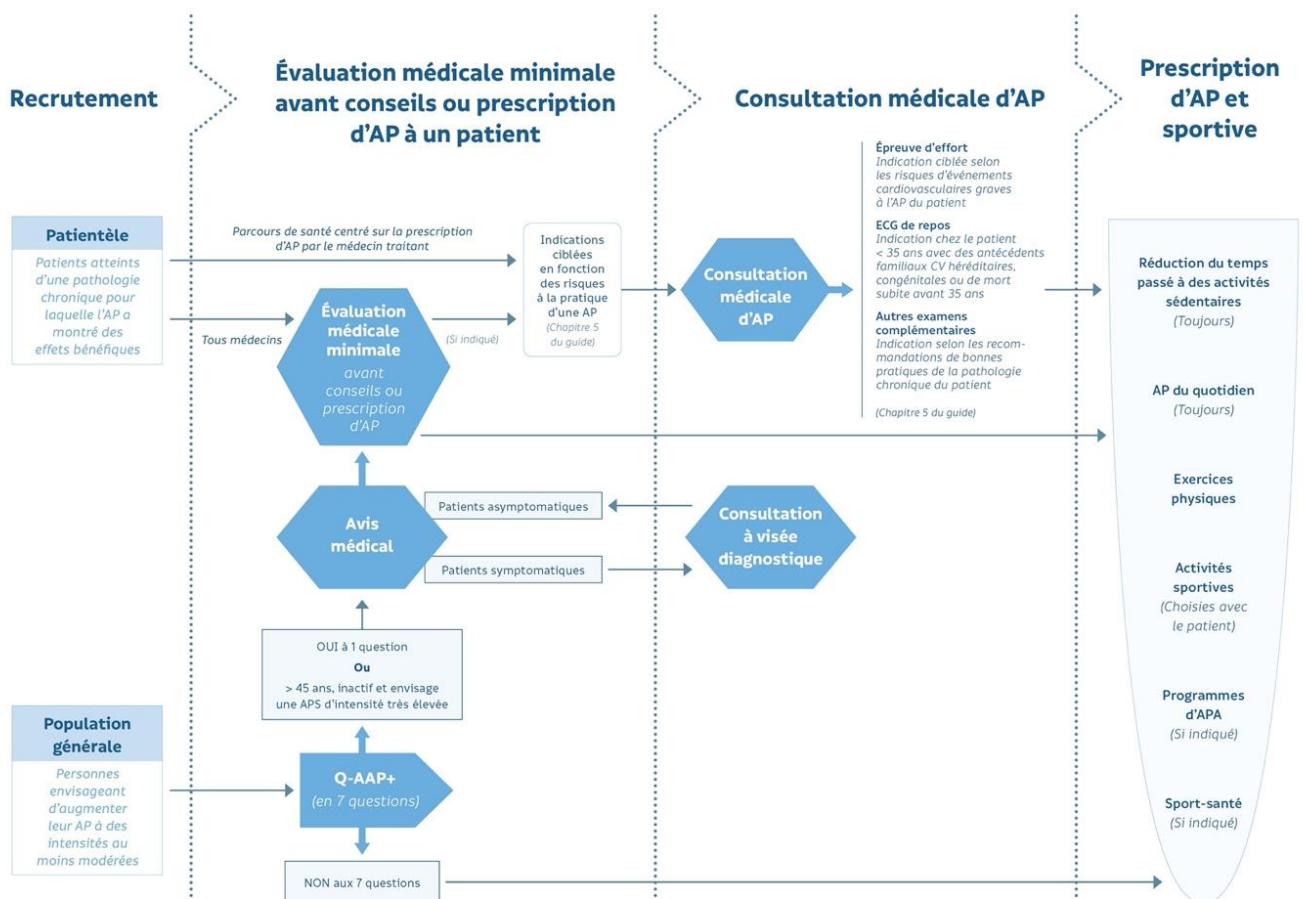 Recrutement
Évaluation médicale minimale
avant conseils ou prescription
d’AP à un patient
Consultation médicale d’AP
Prescription
d’AP et
sportive
Patientèle
Patients atteints
d’une pathologie
chronique pour
laquelle l’AP a
montré des
effets bénéfiques
Parcours de santé centré sur la prescription
d’AP par le médecin traitant
Tous médecins
Évaluation
médicale
minimale
avant
conseils ou
prescription
d’AP
(Si indiqué)
Indications
ciblées
en fonction
des risques
à la pratique
d’une AP
(Chapitre 5
du guide)
Consultation
médicale
d’AP
Épreuve d’effort
Indication ciblée selon
les risques d’événements
cardiovasculaires graves
à l’AP du patient
ECG de repos
Indication chez le patient
< 35 ans avec des antécédents
familiaux CV héréditaires,
congénitales ou de mort
subite avant 35 ans
Autres examens
complémentaires
Indication selon les recom-
mandations de bonnes
pratiques de la pathologie
chronique du patient
(Chapitre 5 du guide)
Réduction du temps
passé à des activités
sédentaires
(Toujours)
AP du quotidien
(Toujours)
Exercices
physiques
Activités
sportives
(Choisies avec
le patient)
Programmes
d’APA
(Si indiqué)
Sport-santé
(Si indiqué)
Avis
médical
Patients asymptomatiques
Patients symptomatiques
Consultation
à visée
diagnostique
OUI à 1 question
Ou
> 45 ans, inactif et envisage
une APS d’intensité très élevée
Population
générale
Personnes
envisageant
d’augmenter
leur AP à des
intensités au
moins modérées
Q-AAP+
(en 7 questions)
NON aux 7 questions